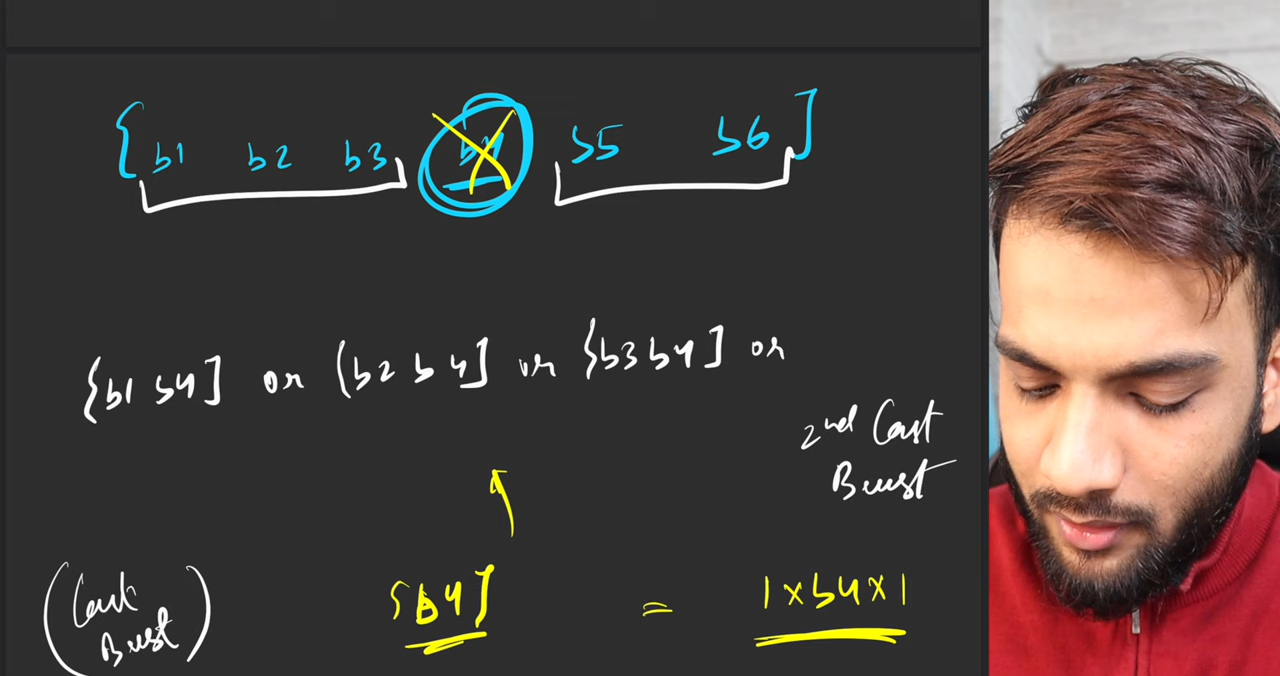 { b1 b2 b3 b4 b5 b6 ]
{b1 b4] or (b2 b4] or {b3 b4] or
2nd Last
Burst
(Last
Burst)
{b4] = 1×b4×1